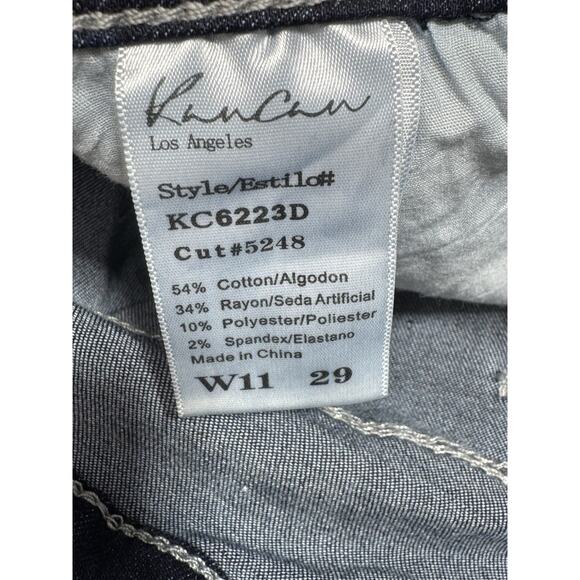 KanCan
Los Angeles
Style/Estilo#
KC6223D
Cut#5248
54% Cotton/Algodon
34% Rayon/Seda Artificial
10% Polyester/Poliester
2% Spandex/Elastano
Made in China
W11 29